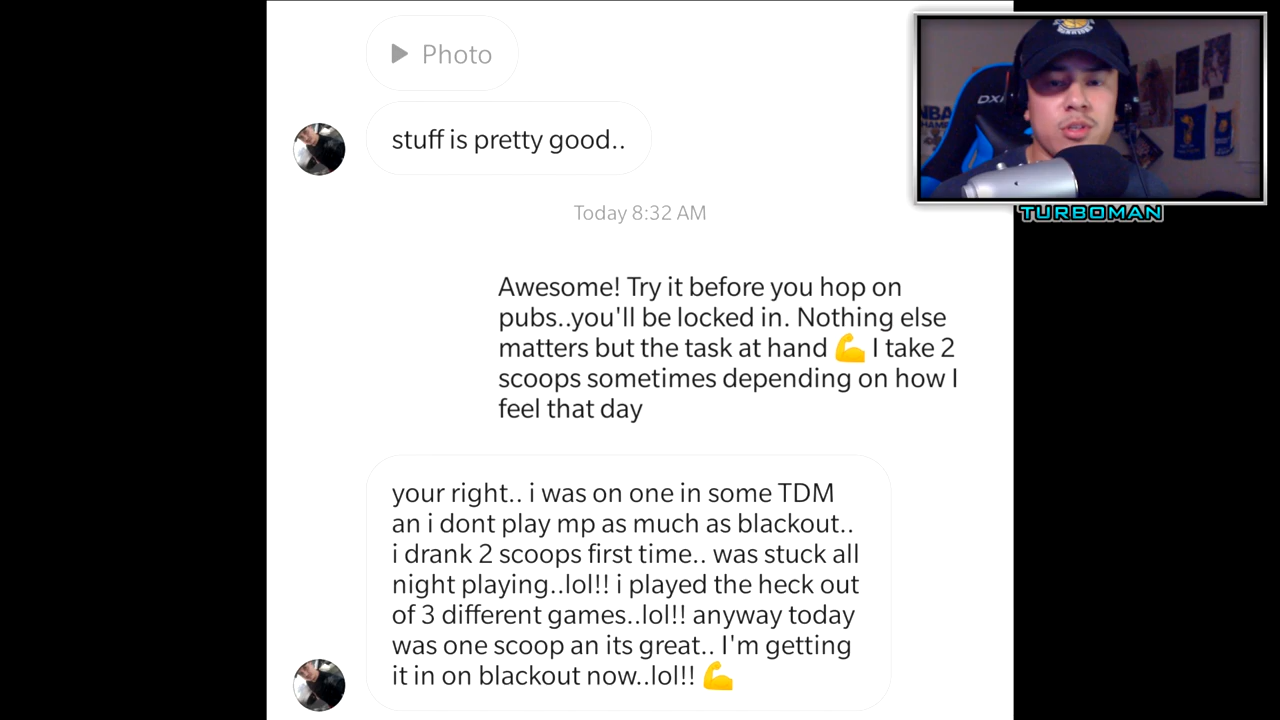 Photo
stuff is pretty good..
Today 8:32 AM
Awesome! Try it before you hop on
pubs..you'll be locked in. Nothing else
matters but the task at hand 💪 I take 2
scoops sometimes depending on how I
feel that day
your right.. i was on one in some TDM
an i dont play mp as much as blackout..
i drank 2 scoops first time.. was stuck all
night playing..lol!! i played the heck out
of 3 different games..lol!! anyway today
was one scoop an its great.. I'm getting
it in on blackout now..lol!! 💪
NBA
TURBOMAN